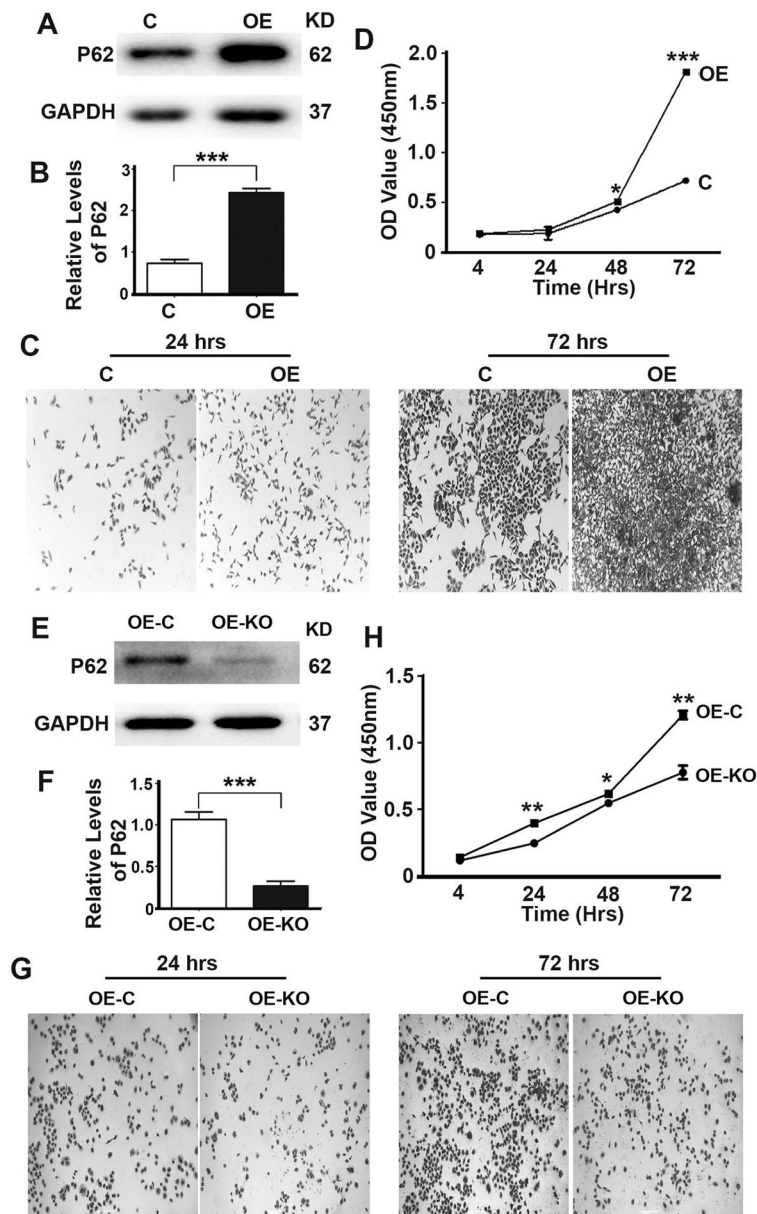 A
C OE KD
P62 62
GAPDH 37
B
Relative Levels
of P62
3
2
1
0
***
C OE
D
OD Value (450nm)
2.0
1.5
1.0
0.5
0
*
***
OE
C
4 24 48 72
Time (Hrs)
C
24 hrs 72 hrs
C OE C OE
E
OE-C OE-KO KD
P62 62
GAPDH 37
F
Relative Levels
of P62
1.5
1.0
0.5
0
***
OE-C OE-KO
H
OD Value (450nm)
1.5
1.0
0.5
0
**
*
**
OE-C
OE-KO
4 24 48 72
Time (Hrs)
G
24 hrs 72 hrs
OE-C OE-KO OE-C OE-KO